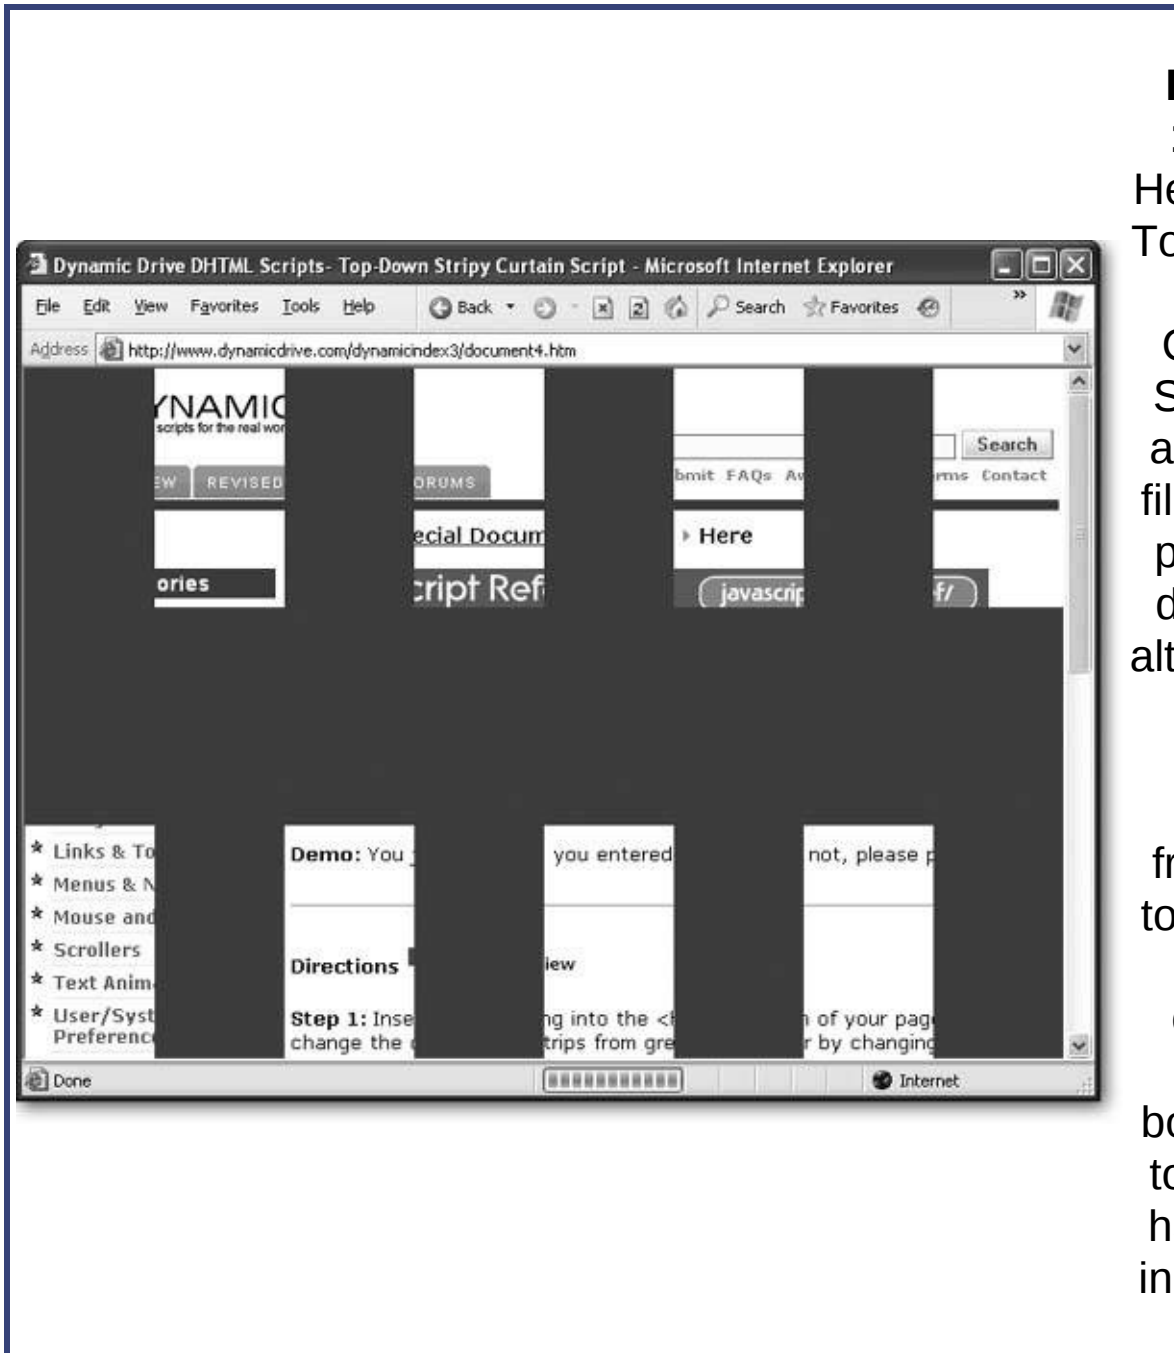 Dynamic Drive DHTML Scripts- Top-Down Stripy Curtain Script - Microsoft Internet Explorer
File Edit View Favorites Tools Help Back Search Favorites »
Address http://www.dynamicdrive.com/dynamicindex3/document4.htm
YNAMIC
scripts for the real wor
Search
EW REVISED ORUMS
bmit FAQs Aw rms Contact
ecial Docum Here
ories cript Ref javascrip f/
Links & To Demo: You you entered not, please p
Menus & N
Mouse and
Scrollers
Directions iew
Text Anim
User/Syst Step 1: Inse ng into the <h n of your pag
Preferenc change the trips from gre r by changing
Done Internet
He
To
S
a
fil
p
d
alt
fr
to
bo
to
h
in